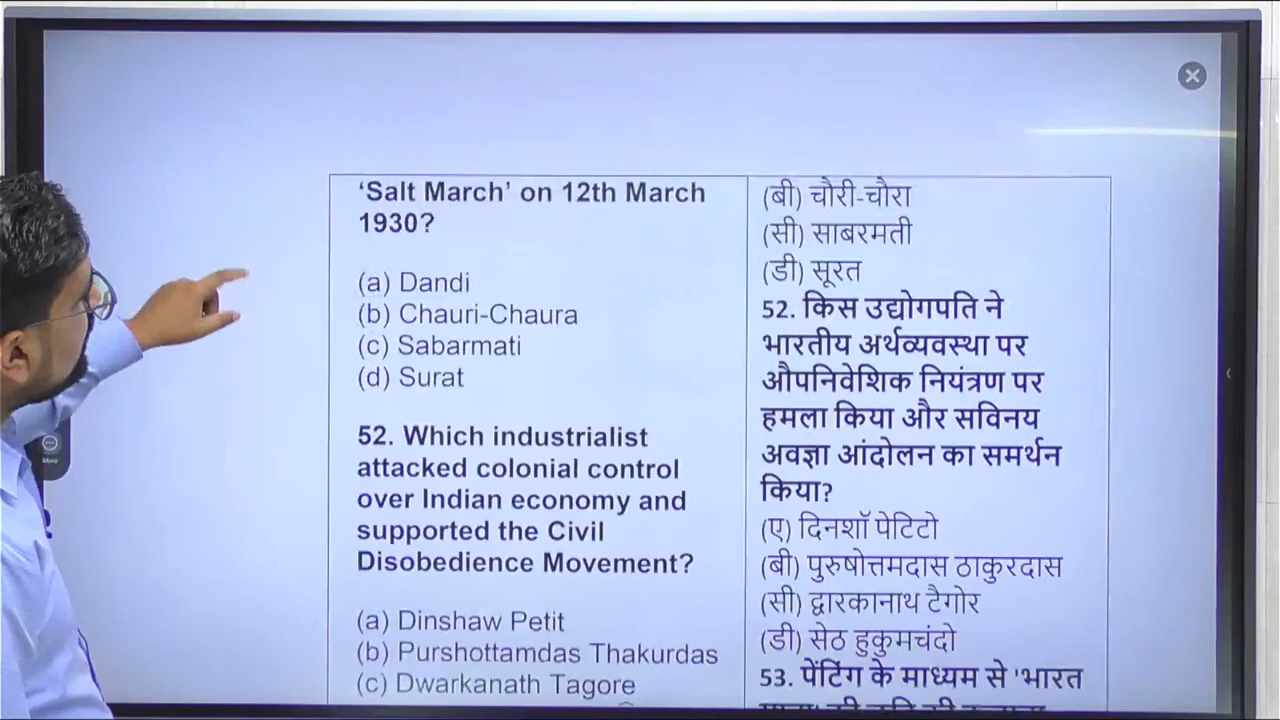 ‘Salt March’ on 12th March
1930?
(a) Dandi
(b) Chauri-Chaura
(c) Sabarmati
(d) Surat
52. Which industrialist
attacked colonial control
over Indian economy and
supported the Civil
Disobedience Movement?
(a) Dinshaw Petit
(b) Purshottamdas Thakurdas
(c) Dwarkanath Tagore
(बी) चौरी-चौरा
(सी) साबरमती
(डी) सूरत
52. किस उद्योगपति ने
भारतीय अर्थव्यवस्था पर
औपनिवेशिक नियंत्रण पर
हमला किया और सविनय
अवज्ञा आंदोलन का समर्थन
किया?
(ए) दिनशॉ पेटिटो
(बी) पुरुषोत्तमदास ठाकुरदास
(सी) द्वारकानाथ टैगोर
(डी) सेठ हुकुमचंदो
53. पेंटिंग के माध्यम से 'भारत
More